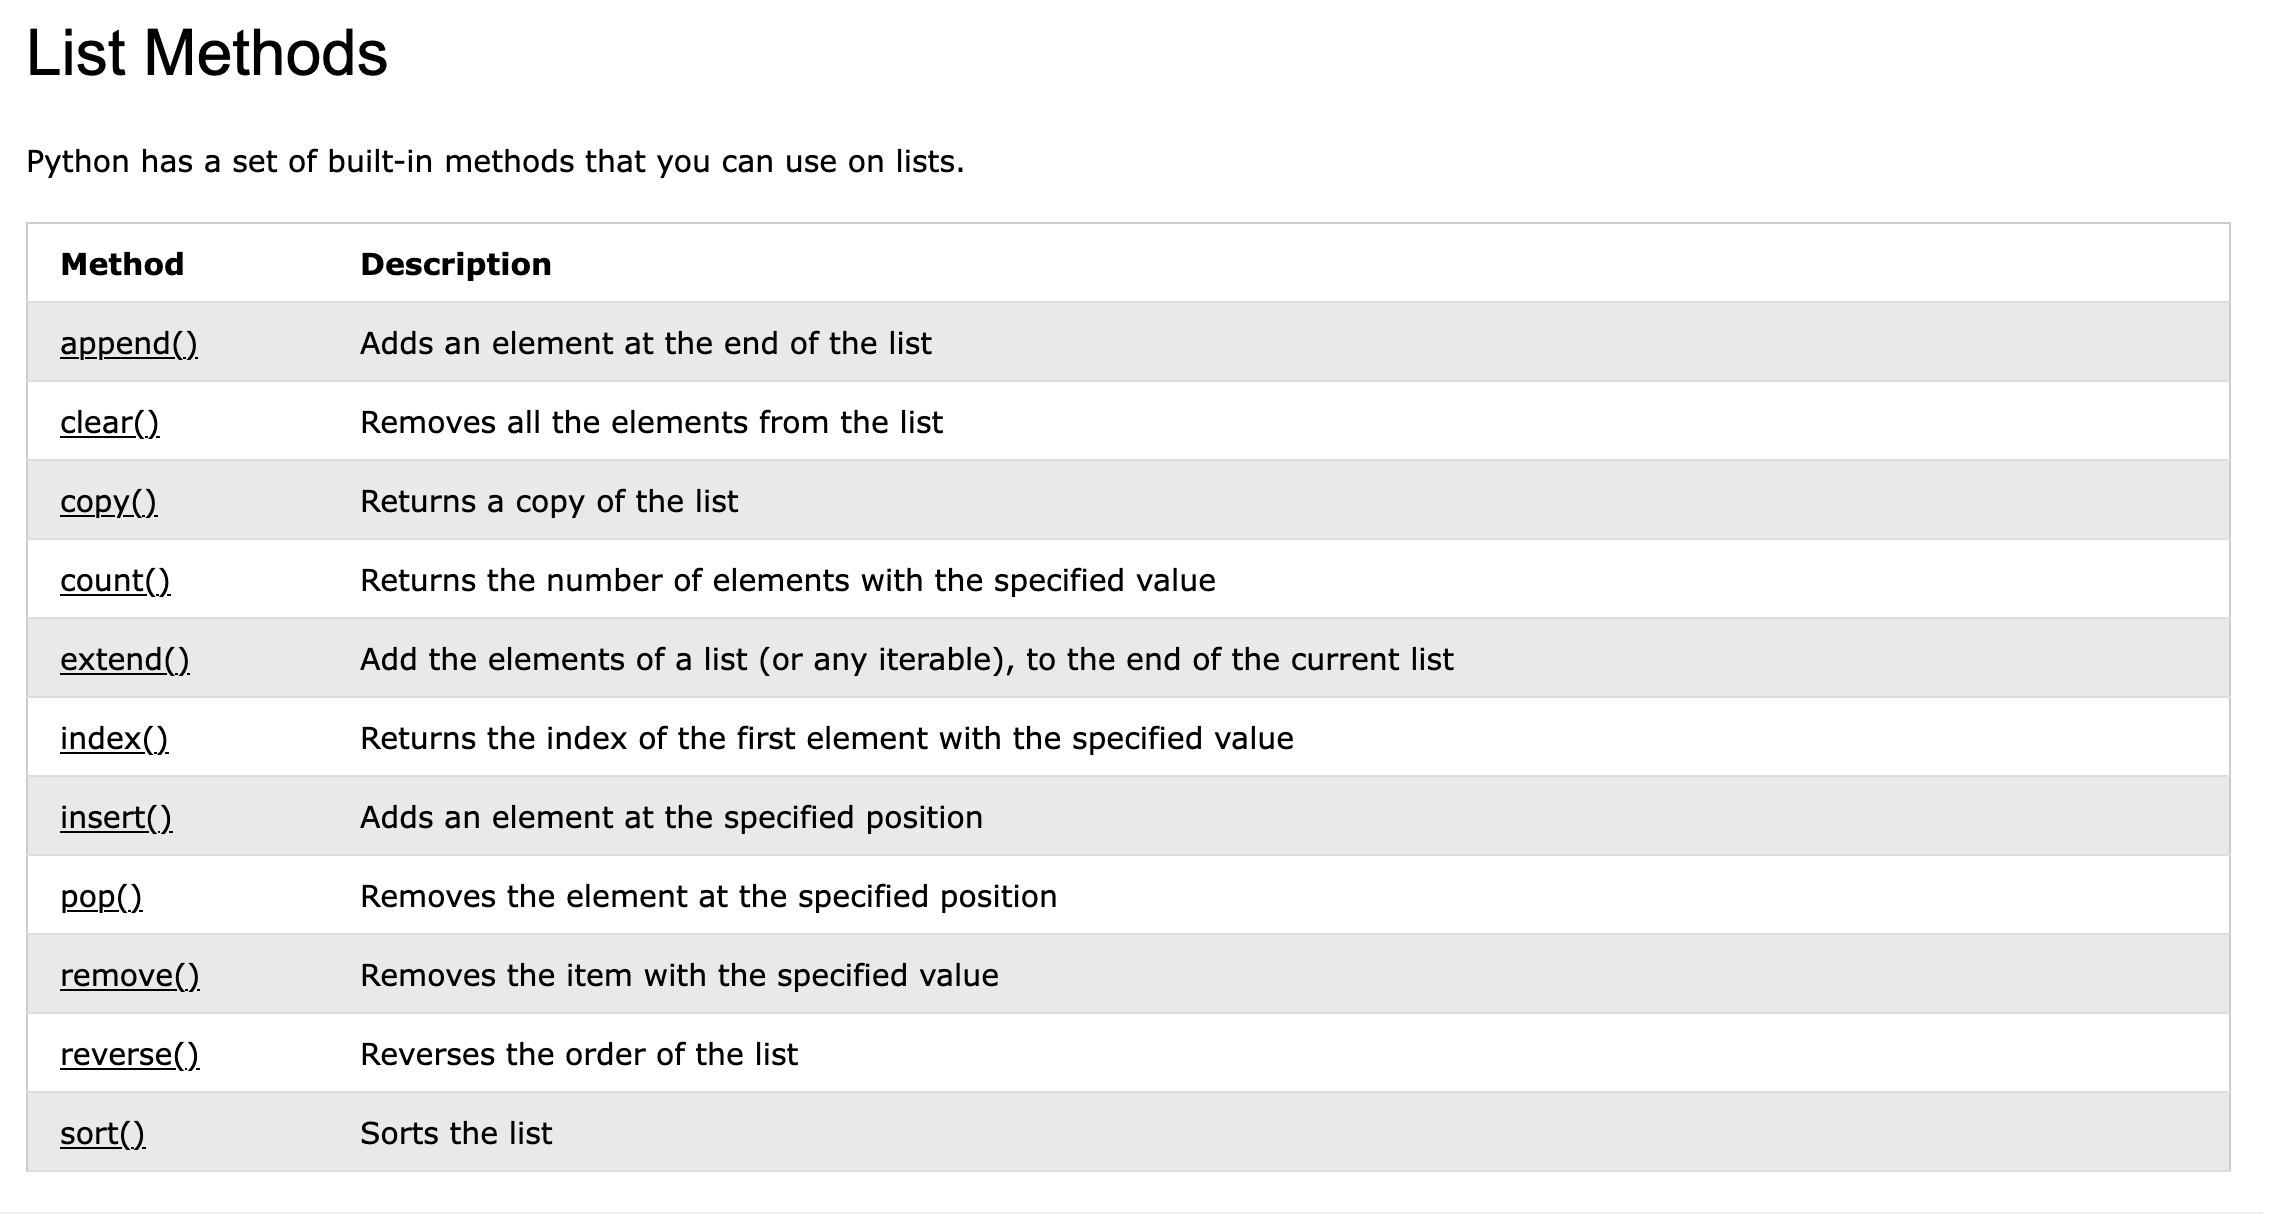 List Methods
Python has a set of built-in methods that you can use on lists.
Method Description
append() Adds an element at the end of the list
clear() Removes all the elements from the list
copy() Returns a copy of the list
count() Returns the number of elements with the specified value
extend() Add the elements of a list (or any iterable), to the end of the current list
index() Returns the index of the first element with the specified value
insert() Adds an element at the specified position
pop() Removes the element at the specified position
remove() Removes the item with the specified value
reverse() Reverses the order of the list
sort() Sorts the list